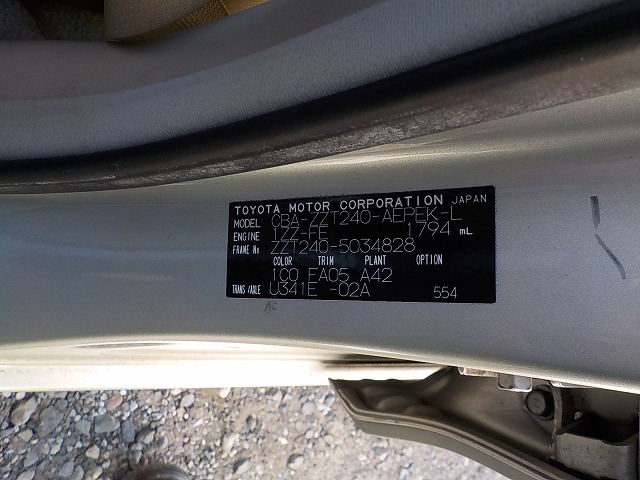 TOYOTA MOTOR CORPORATION JAPAN
MODEL CBA-ZZT240-AEPEK-L
ENGINE 1ZZ-FE 1794 mL
FRAME No ZZT240-5034828
COLOR TRIM PLANT OPTION
1C0 FA05 A42
TRANS/AXLE U341E -02A 554